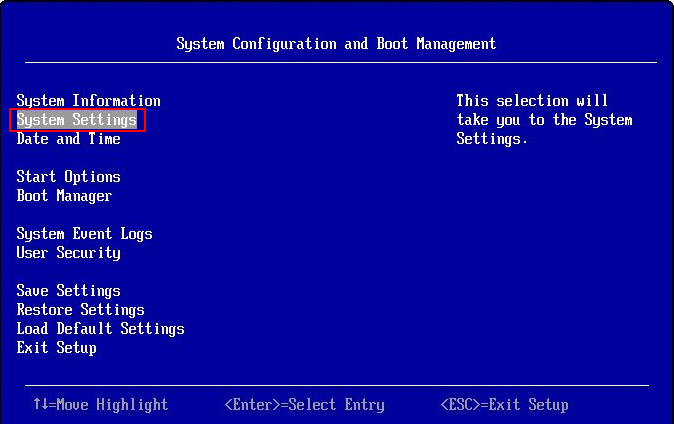 System Configuration and Boot Management
System Information
System Settings
Date and Time
Start Options
Boot Manager
System Event Logs
User Security
Save Settings
Restore Settings
Load Default Settings
Exit Setup
This selection will
take you to the System
Settings.
↑↓=Move Highlight <Enter>=Select Entry <ESC>=Exit Setup